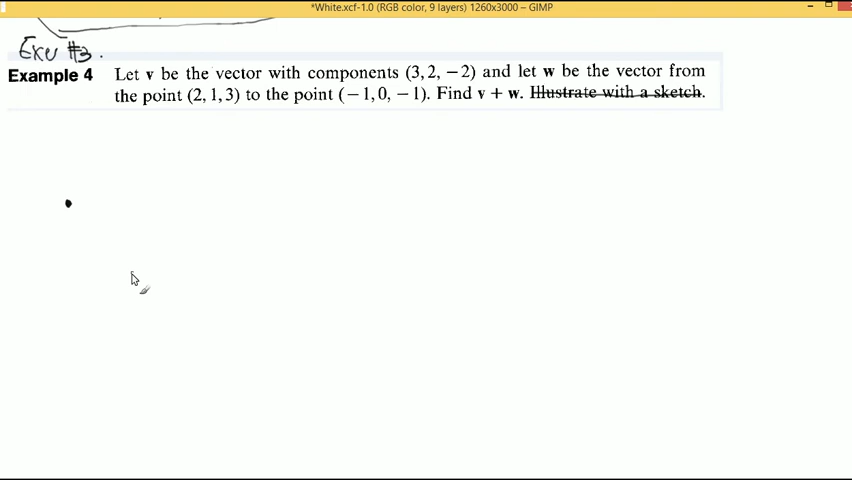 *White.xcf-1.0 (RGB color, 9 layers) 1260x3000 – GIMP
Exe #3.
Example 4 Let v be the vector with components (3, 2, −2) and let w be the vector from
the point (2, 1, 3) to the point (−1, 0, −1). Find v + w. Illustrate with a sketch.